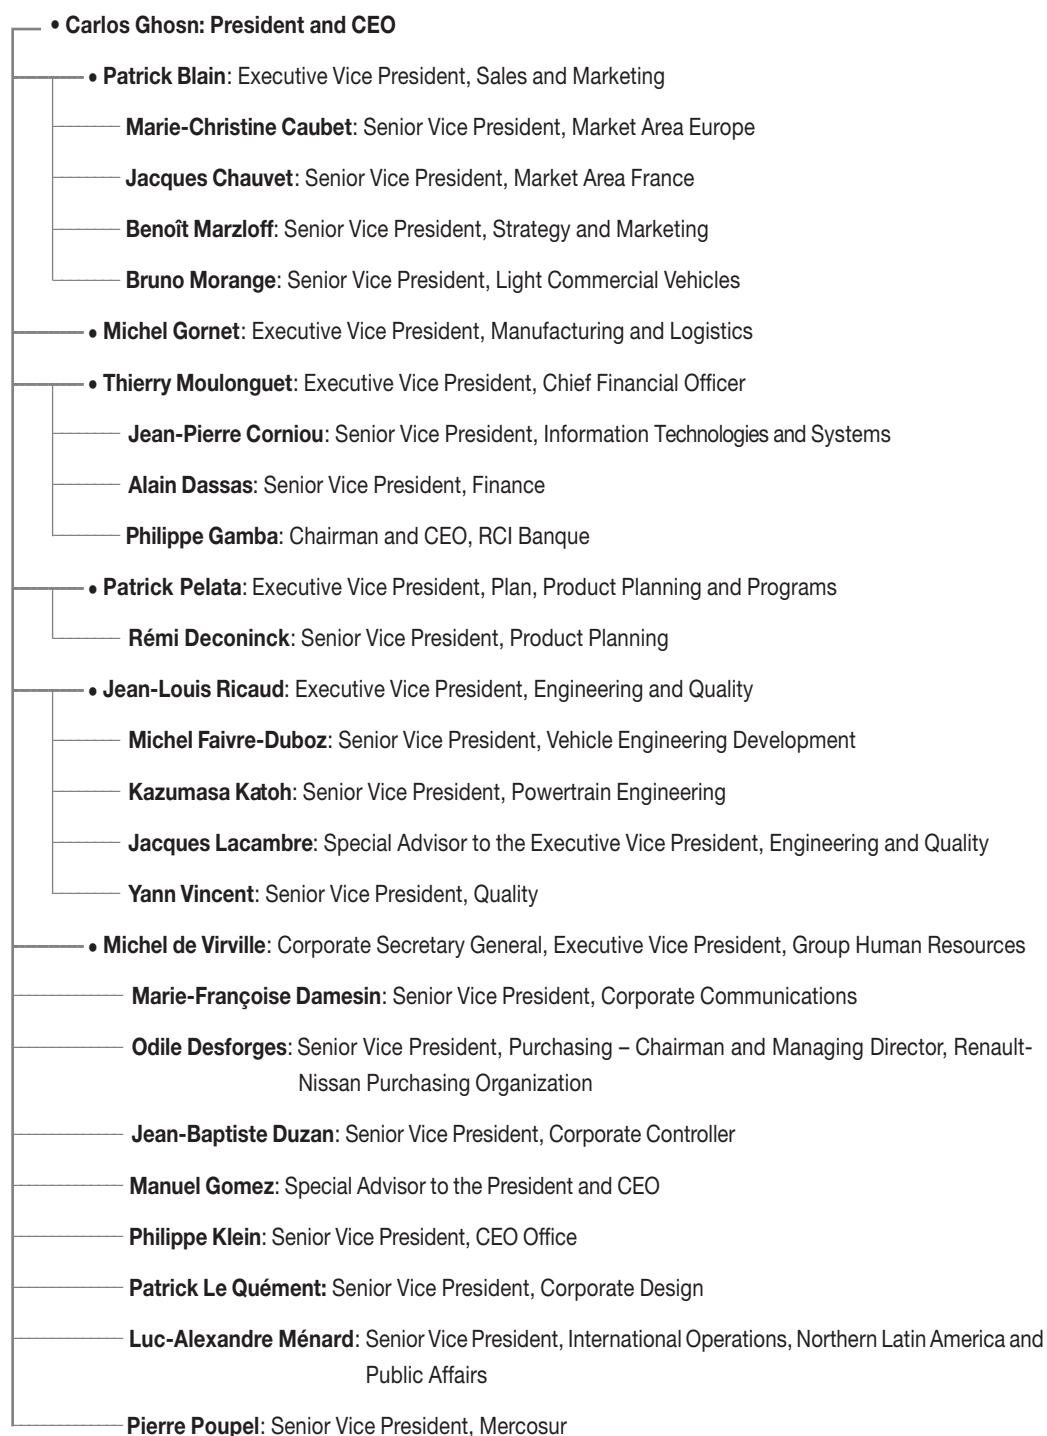 • Carlos Ghosn: President and CEO
• Patrick Blain: Executive Vice President, Sales and Marketing
Marie-Christine Caubet: Senior Vice President, Market Area Europe
Jacques Chauvet: Senior Vice President, Market Area France
Benoît Marzloff: Senior Vice President, Strategy and Marketing
Bruno Morange: Senior Vice President, Light Commercial Vehicles
• Michel Gornet: Executive Vice President, Manufacturing and Logistics
• Thierry Moulonguet: Executive Vice President, Chief Financial Officer
Jean-Pierre Corniou: Senior Vice President, Information Technologies and Systems
Alain Dassas: Senior Vice President, Finance
Philippe Gamba: Chairman and CEO, RCI Banque
• Patrick Pelata: Executive Vice President, Plan, Product Planning and Programs
Rémi Deconinck: Senior Vice President, Product Planning
• Jean-Louis Ricaud: Executive Vice President, Engineering and Quality
Michel Faivre-Duboz: Senior Vice President, Vehicle Engineering Development
Kazumasa Katoh: Senior Vice President, Powertrain Engineering
Jacques Lacambre: Special Advisor to the Executive Vice President, Engineering and Quality
Yann Vincent: Senior Vice President, Quality
• Michel de Virville: Corporate Secretary General, Executive Vice President, Group Human Resources
Marie-Françoise Damesin: Senior Vice President, Corporate Communications
Odile Desforges: Senior Vice President, Purchasing – Chairman and Managing Director, Renault-
Nissan Purchasing Organization
Jean-Baptiste Duzan: Senior Vice President, Corporate Controller
Manuel Gomez: Special Advisor to the President and CEO
Philippe Klein: Senior Vice President, CEO Office
Patrick Le Quément: Senior Vice President, Corporate Design
Luc-Alexandre Ménard: Senior Vice President, International Operations, Northern Latin America and
Public Affairs
Pierre Poupel: Senior Vice President, Mercosur